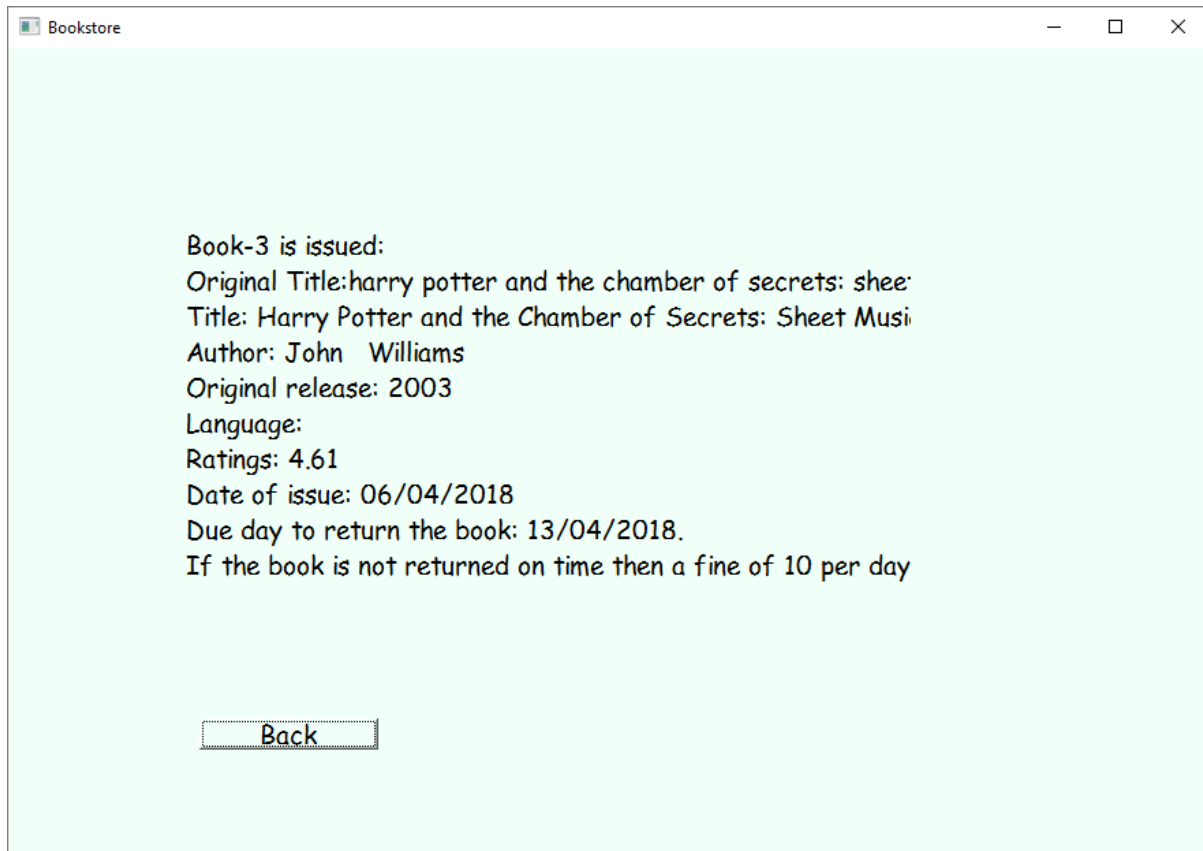 Bookstore
Book-3 is issued:
Original Title:harry potter and the chamber of secrets: sheet
Title: Harry Potter and the Chamber of Secrets: Sheet Musi
Author: John   Williams
Original release: 2003
Language:
Ratings: 4.61
Date of issue: 06/04/2018
Due day to return the book: 13/04/2018.
If the book is not returned on time then a fine of 10 per day
Back